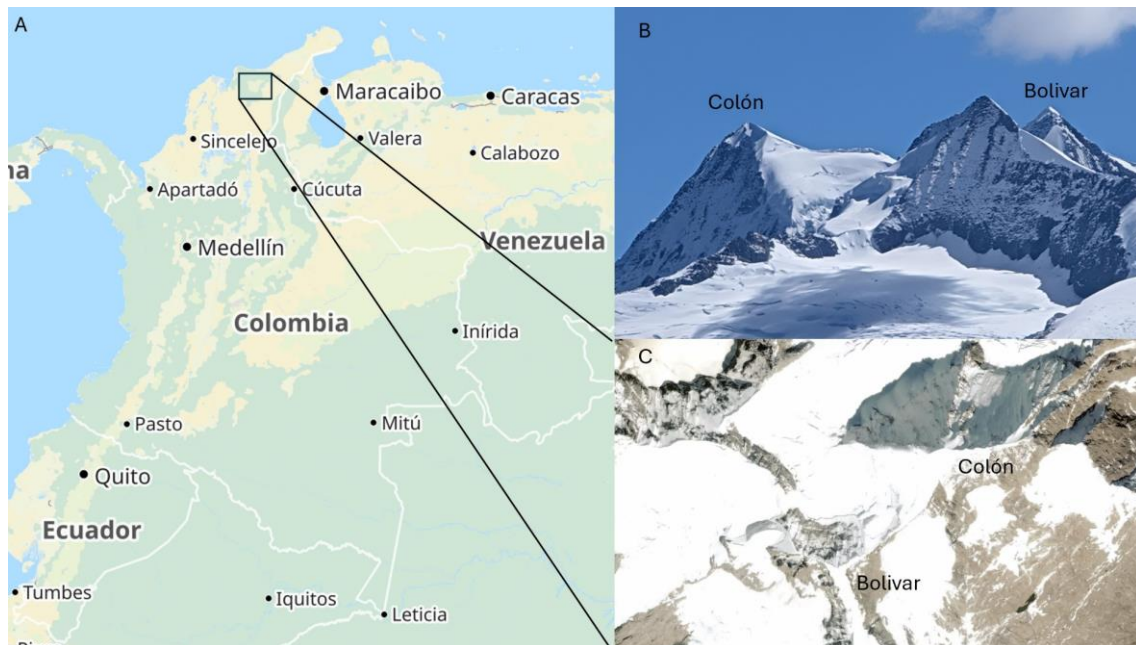 A
Maracaibo
Caracas
Sincelejo
Valera
Calabozo
na
Apartadó
Cúcuta
Medellín
Venezuela
Colombia
Inírida
Pasto
Mitú
Quito
Ecuador
Tumbes
Iquitos
Leticia
B
Colón
Bolivar
C
Colón
Bolivar